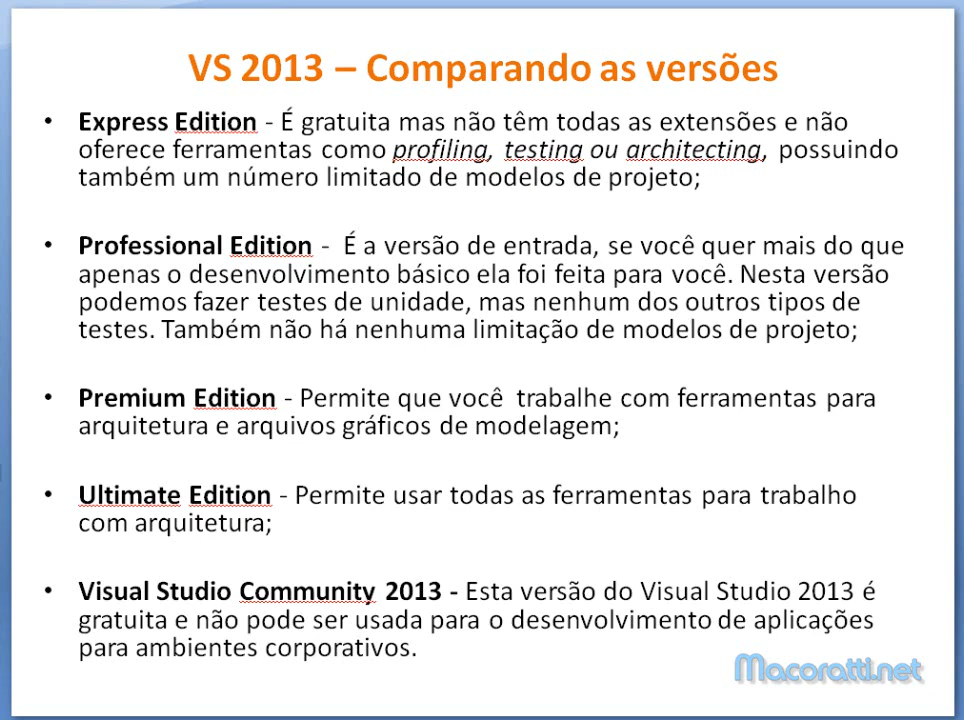 VS 2013 – Comparando as versões
• Express Edition - É gratuita mas não têm todas as extensões e não
oferece ferramentas como profiling, testing ou architecting, possuindo
também um número limitado de modelos de projeto;
• Professional Edition - É a versão de entrada, se você quer mais do que
apenas o desenvolvimento básico ela foi feita para você. Nesta versão
podemos fazer testes de unidade, mas nenhum dos outros tipos de
testes. Também não há nenhuma limitação de modelos de projeto;
• Premium Edition - Permite que você trabalhe com ferramentas para
arquitetura e arquivos gráficos de modelagem;
• Ultimate Edition - Permite usar todas as ferramentas para trabalho
com arquitetura;
• Visual Studio Community 2013 - Esta versão do Visual Studio 2013 é
gratuita e não pode ser usada para o desenvolvimento de aplicações
para ambientes corporativos.
Macoratti.net